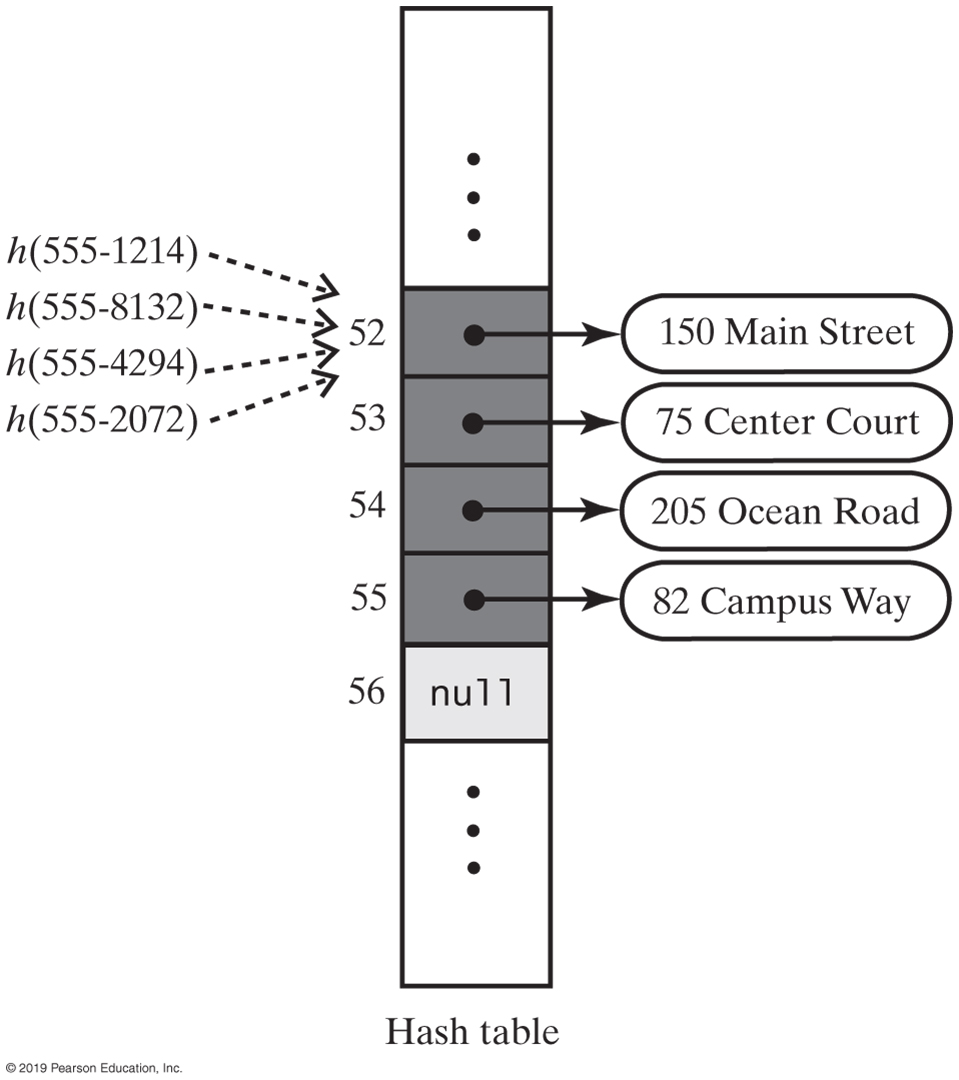 h(555-1214)
h(555-8132)
h(555-4294)
h(555-2072)
52
150 Main Street
53
75 Center Court
54
205 Ocean Road
55
82 Campus Way
56
null
Hash table
© 2019 Pearson Education, Inc.